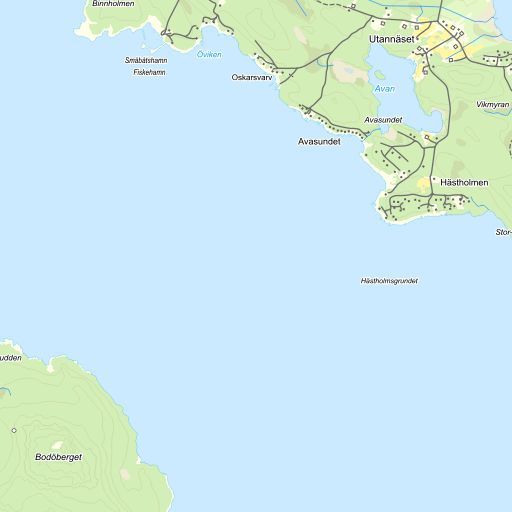 Binnholmen
Utannäset
Öviken
Småbåtshamn
Fiskehamn
Oskarsvarv
Avan
Vikmyran
Avasundet
Avasundet
Hästholmen
Stor-
Hästholmsgrundet
udden
Bodöberget